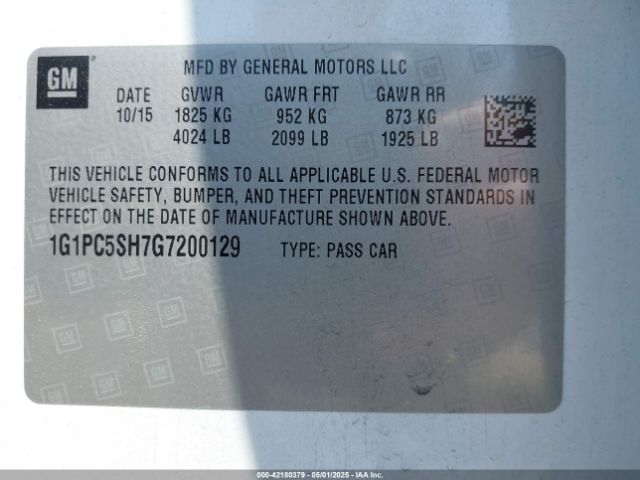 GM
MFD BY GENERAL MOTORS LLC
DATE GVWR GAWR FRT GAWR RR
10/15 1825 KG 952 KG 873 KG
4024 LB 2099 LB 1925 LB
THIS VEHICLE CONFORMS TO ALL APPLICABLE U.S. FEDERAL MOTOR
VEHICLE SAFETY, BUMPER, AND THEFT PREVENTION STANDARDS IN
EFFECT ON THE DATE OF MANUFACTURE SHOWN ABOVE.
1G1PC5SH7G7200129 TYPE: PASS CAR
000-42180379 - 05/01/2025 - IAA Inc.